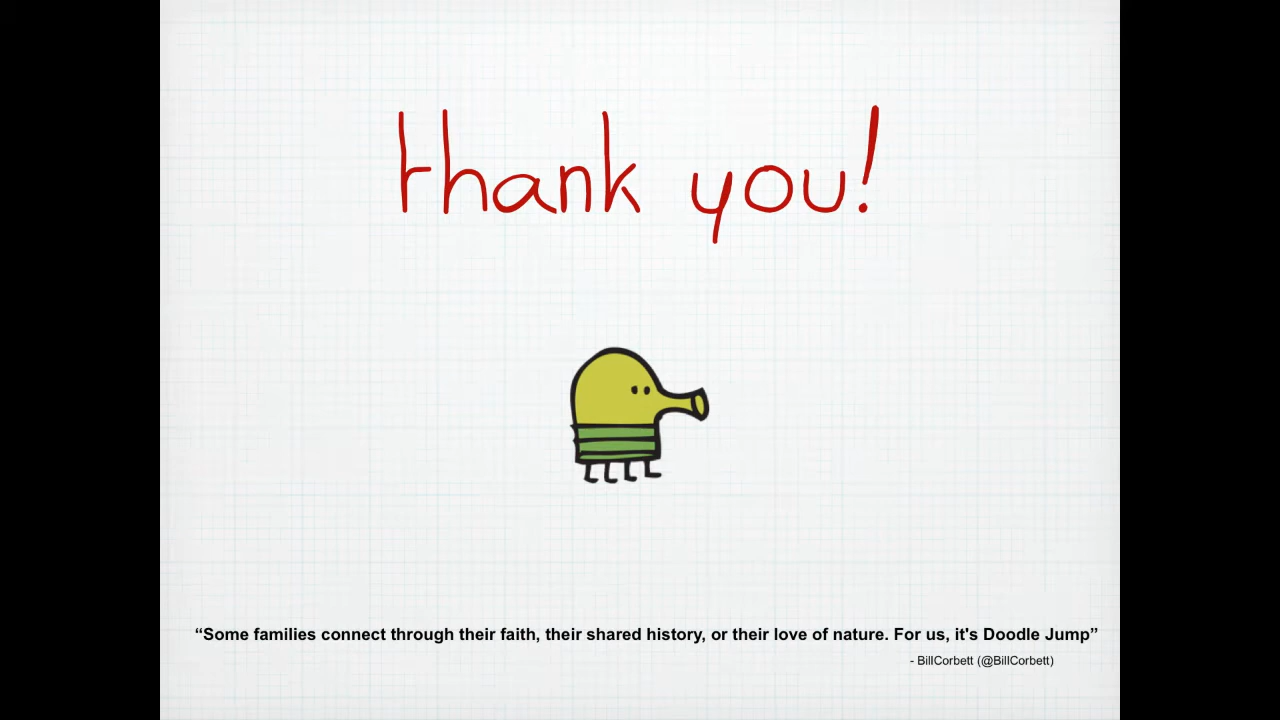 thank you!
“Some families connect through their faith, their shared history, or their love of nature. For us, it's Doodle Jump”
- BillCorbett (@BillCorbett)